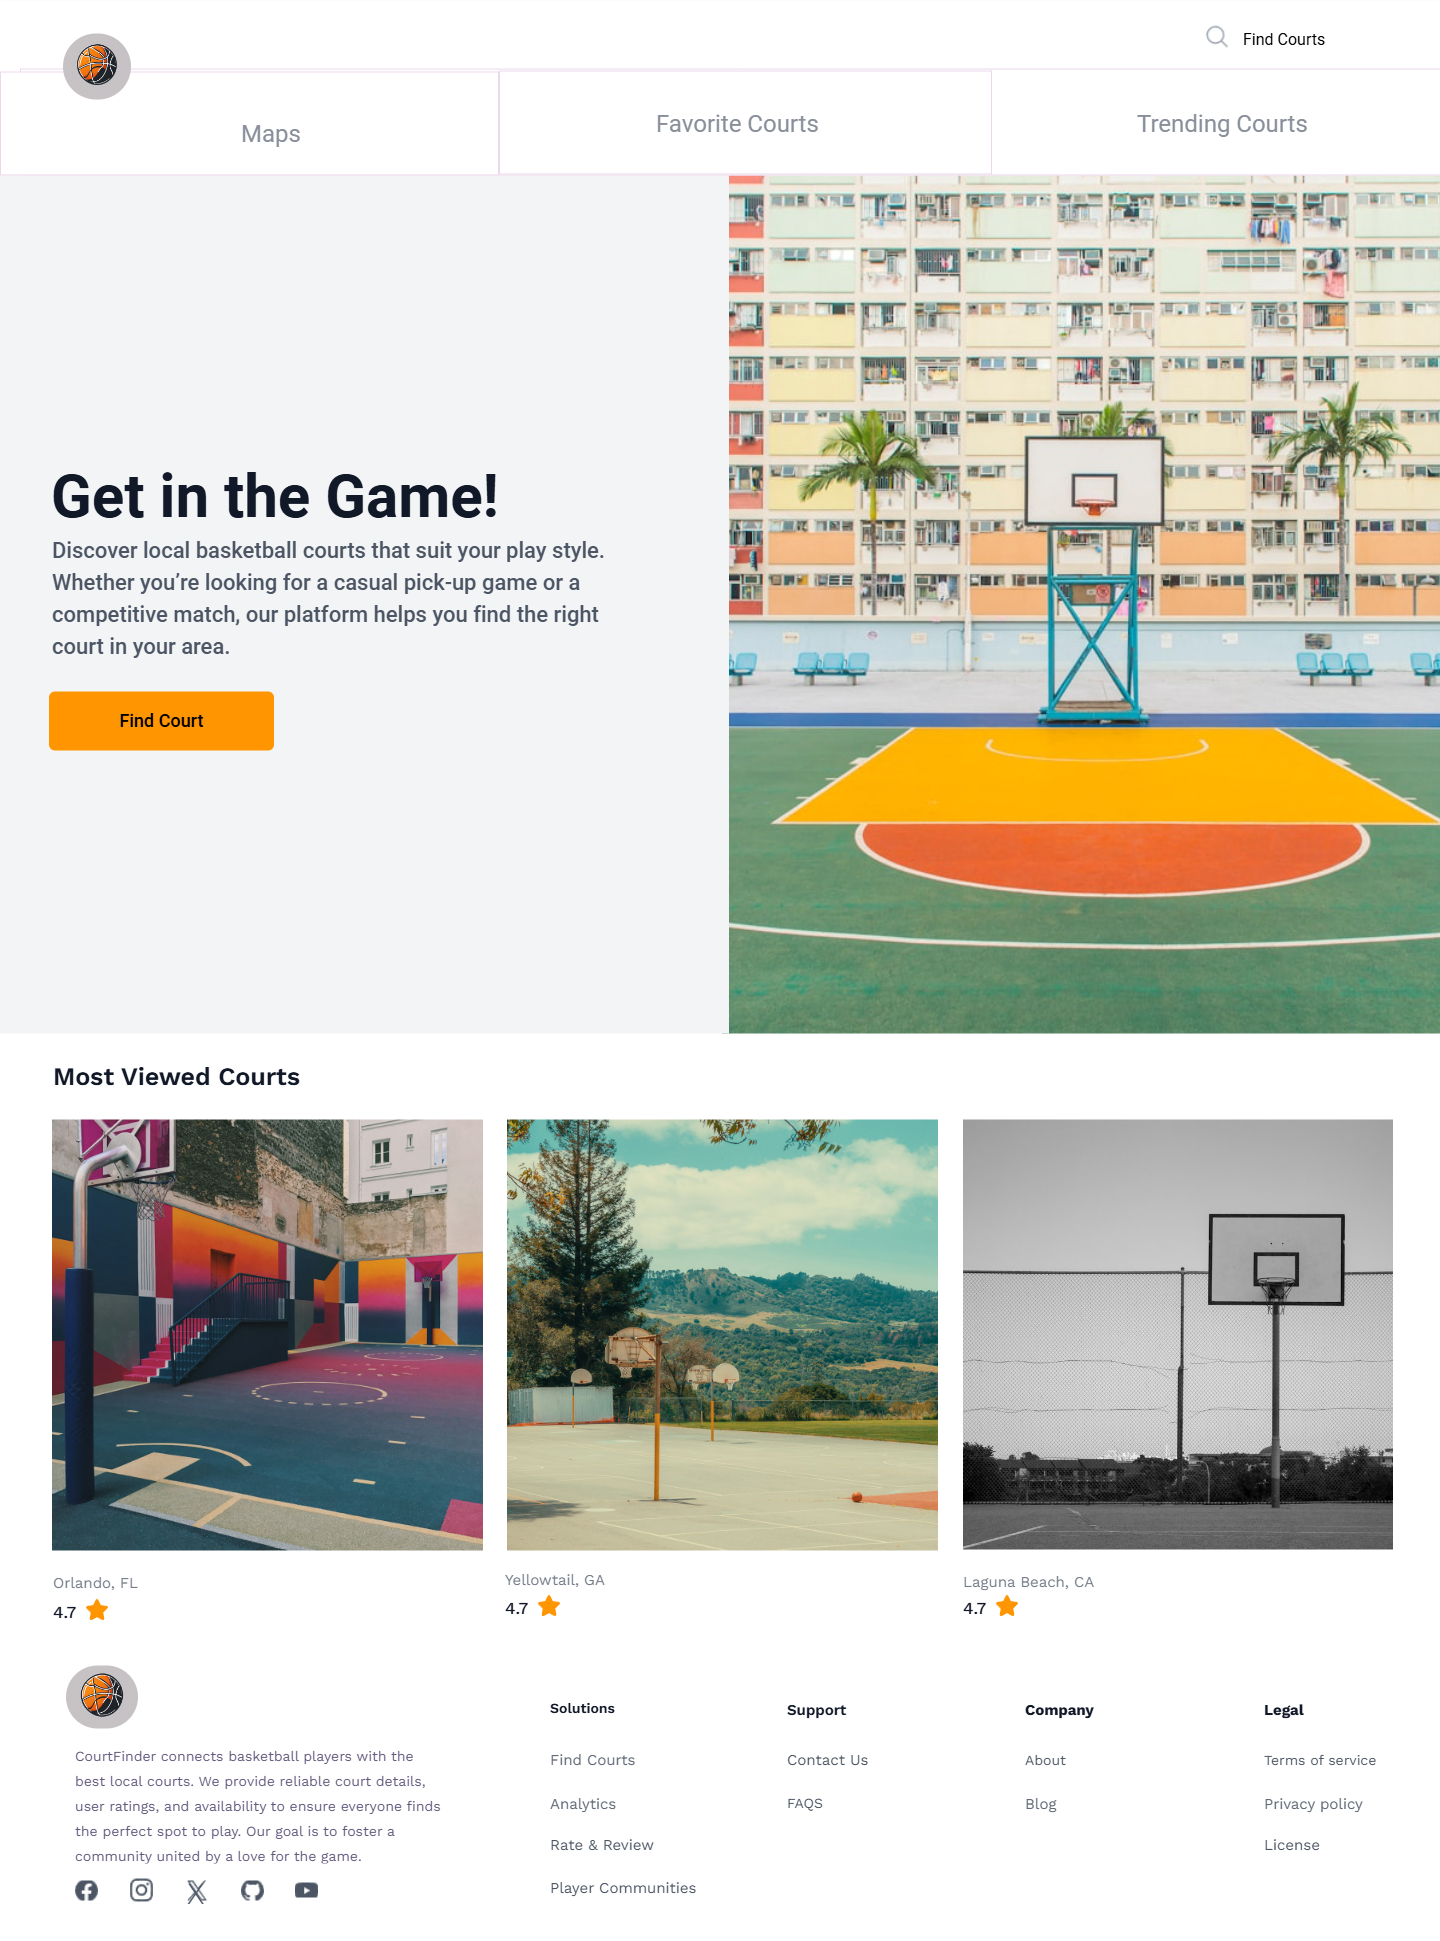 Find Courts
Maps
Favorite Courts
Trending Courts
Get in the Game!
Discover local basketball courts that suit your play style.
Whether you’re looking for a casual pick-up game or a
competitive match, our platform helps you find the right
court in your area.
Find Court
Most Viewed Courts
Orlando, FL
4.7
Yellowtail, GA
4.7
Laguna Beach, CA
4.7
CourtFinder connects basketball players with the
best local courts. We provide reliable court details,
user ratings, and availability to ensure everyone finds
the perfect spot to play. Our goal is to foster a
community united by a love for the game.
Solutions
Find Courts
Analytics
Rate & Review
Player Communities
Support
Contact Us
FAQS
Company
About
Blog
Legal
Terms of service
Privacy policy
License